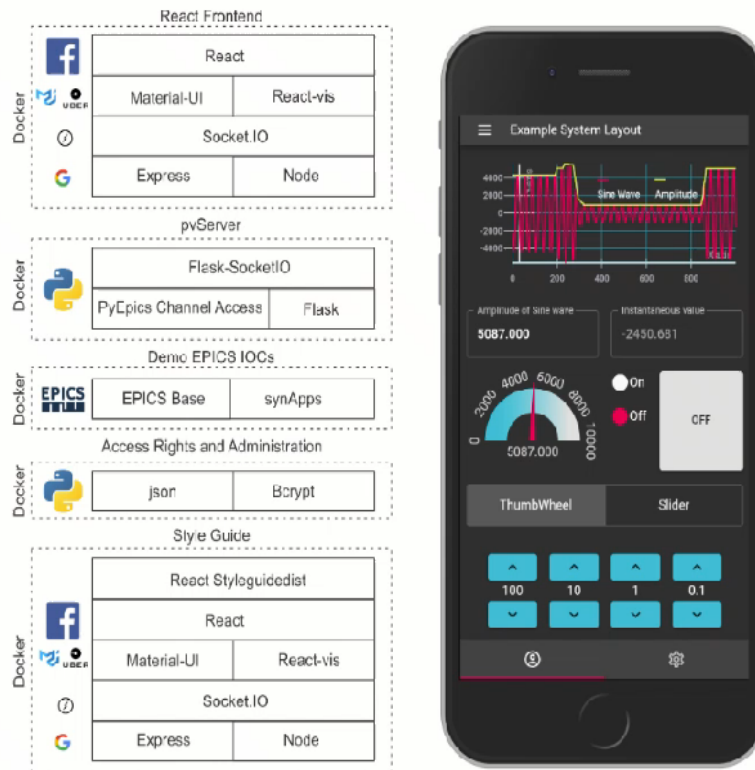 React Frontend
Docker
React
UBER
Material-UI React-vis
Socket.IO
Express Node
pvServer
Docker
Flask-SocketIO
PyEpics Channel Access Flask
Demo EPICS IOCs
Docker
EPICS
EPICS Base synApps
Access Rights and Administration
Docker
json Bcrypt
Style Guide
Docker
React Styleguidedist
React
UBER
Material-UI React-vis
Socket.IO
Express Node
Example System Layout
4000
2000
0
-2000
-4000
Sine Wave Amplitude
0 200 400 600 800
Amplitude of Sine wave
5087.000
Instantaneous value
-2450.681
0 2000 4000 6000 8000 10000
5087.000
On
Off
OFF
ThumbWheel Slider
100 10 1 0.1